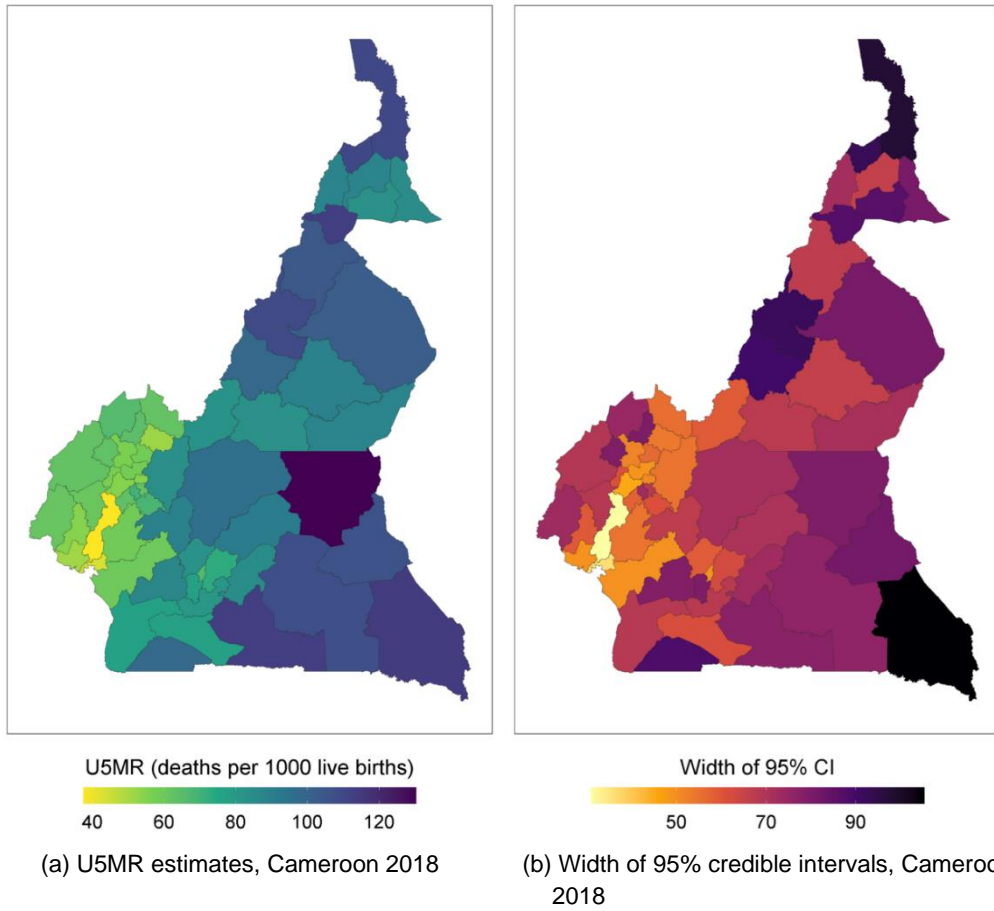 U5MR (deaths per 1000 live births)
40 60 80 100 120
(a) U5MR estimates, Cameroon 2018
Width of 95% CI
50 70 90
(b) Width of 95% credible intervals, Cameroo
2018